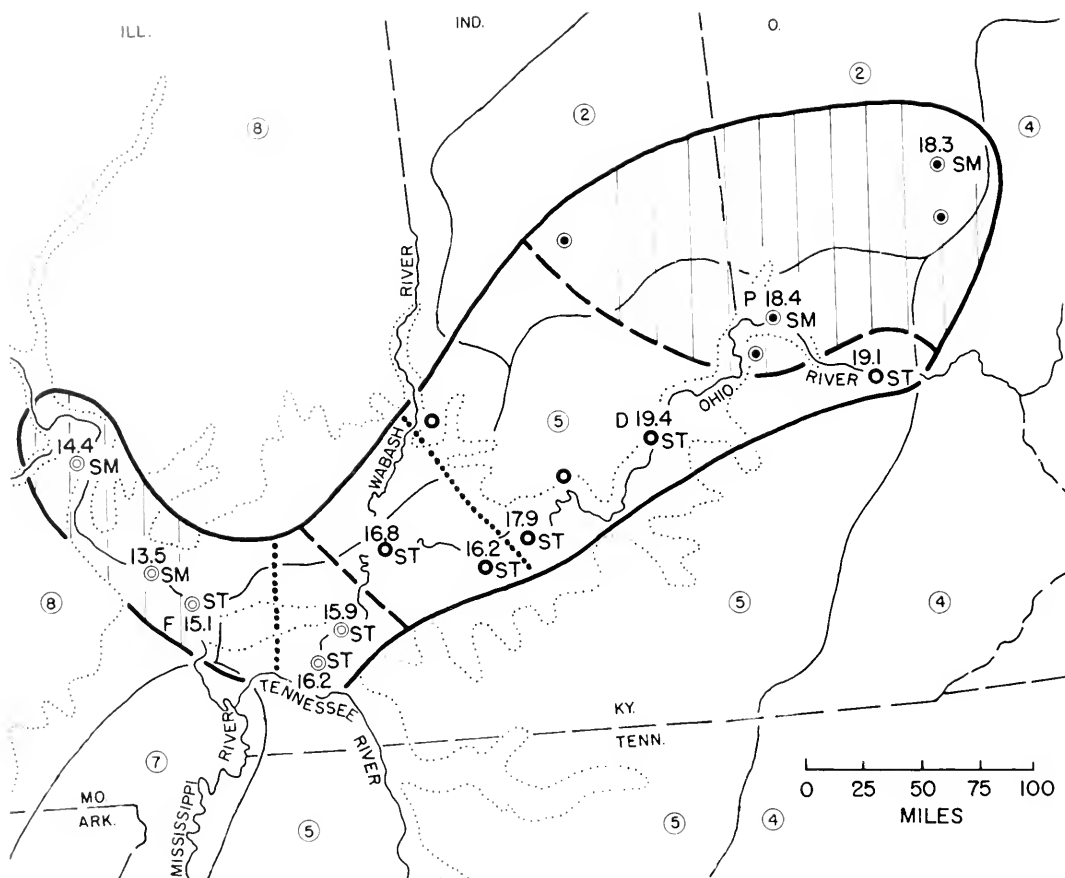 ILL.
IND.
O.
2
8
2
4
18.3
SM
RIVER
P 18.4
SM
19.1
ST
OHIO
RIVER
5
D 19.4
ST
WABASH
14.4
SM
17.9
ST
16.8
ST
16.2
ST
13.5
SM
ST
F 15.1
15.9
ST
ST
16.2
8
5
4
TENNESSEE
RIVER
KY.
TENN.
RIVER
MISSISSIPPI
7
MO.
ARK.
5
5
4
0 25 50 75 100
MILES